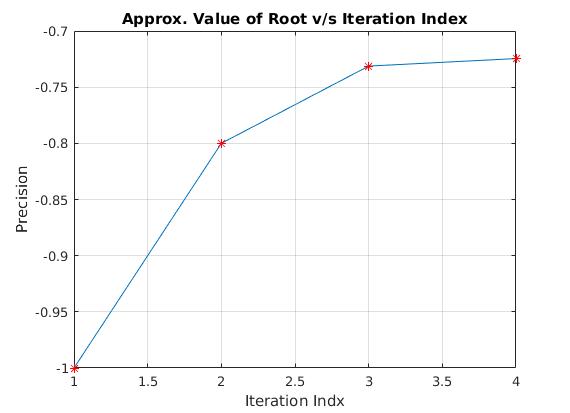 Approx. Value of Root v/s Iteration Index
-0.7
-0.75
-0.8
-0.85
-0.9
-0.95
-1
Precision
1 1.5 2 2.5 3 3.5 4
Iteration Indx